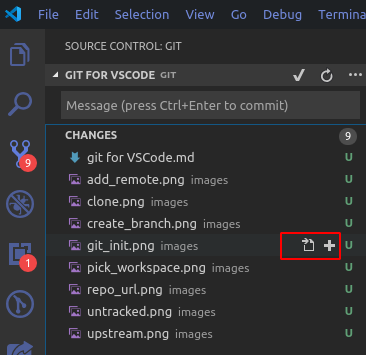 File Edit View Go Debug Termina
SOURCE CONTROL: GIT
GIT FOR VSCODE GIT
Message (press Ctrl+Enter to commit)
CHANGES 9
git for VSCode.md U
add_remote.png images U
clone.png images U
9
create_branch.png images U
git_init.png images U
pick_workspace.png images U
1
repo_url.png images U
untracked.png images U
upstream.png images U